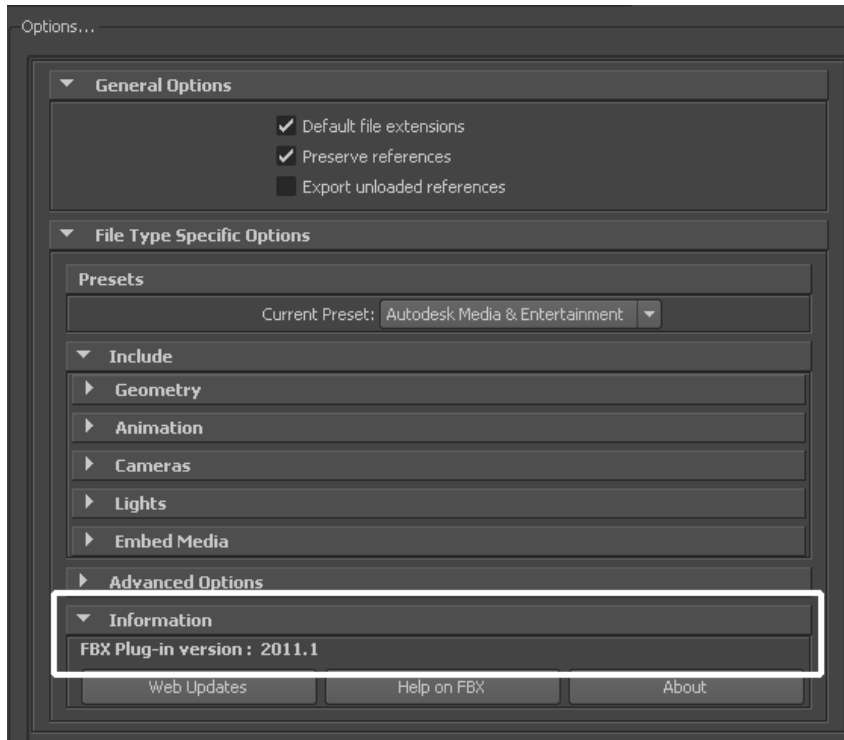 Options...
General Options
Default file extensions
Preserve references
Export unloaded references
File Type Specific Options
Presets
Current Preset: Autodesk Media & Entertainment
Include
Geometry
Animation
Cameras
Lights
Embed Media
Advanced Options
Information
FBX Plug-in version : 2011.1
Web Updates Help on FBX About